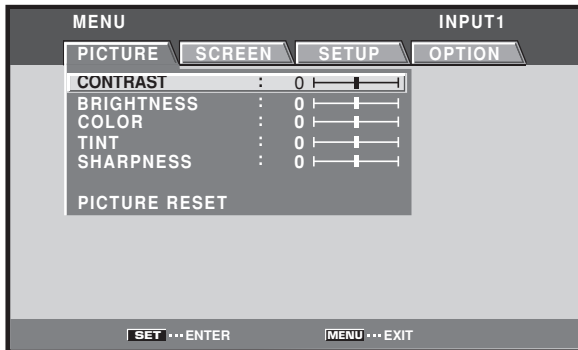 MENU INPUT1
PICTURE SCREEN SETUP OPTION
CONTRAST : 0
BRIGHTNESS : 0
COLOR : 0
TINT : 0
SHARPNESS : 0
PICTURE RESET
SET ··· ENTER MENU ··· EXIT